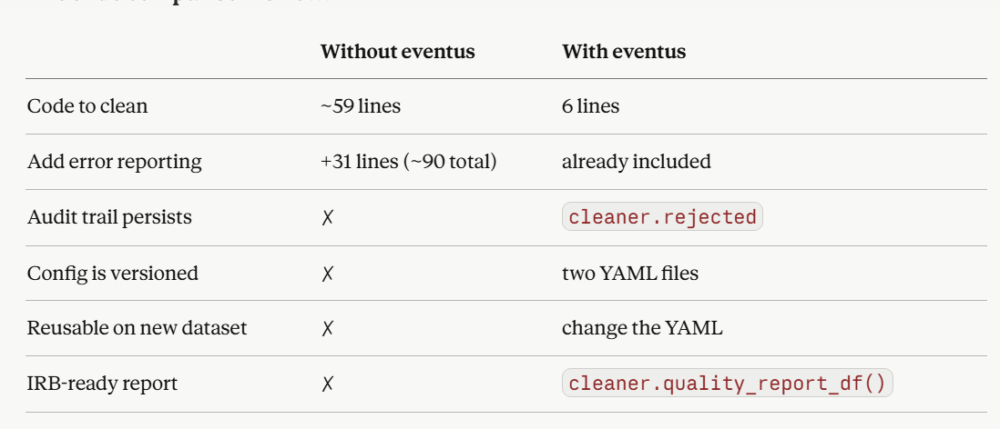 Without eventus With eventus
Code to clean ~59 lines 6 lines
Add error reporting +31 lines (~90 total) already included
Audit trail persists ✗ cleaner.rejected
Config is versioned ✗ two YAML files
Reusable on new dataset ✗ change the YAML
IRB-ready report ✗ cleaner.quality_report_df()